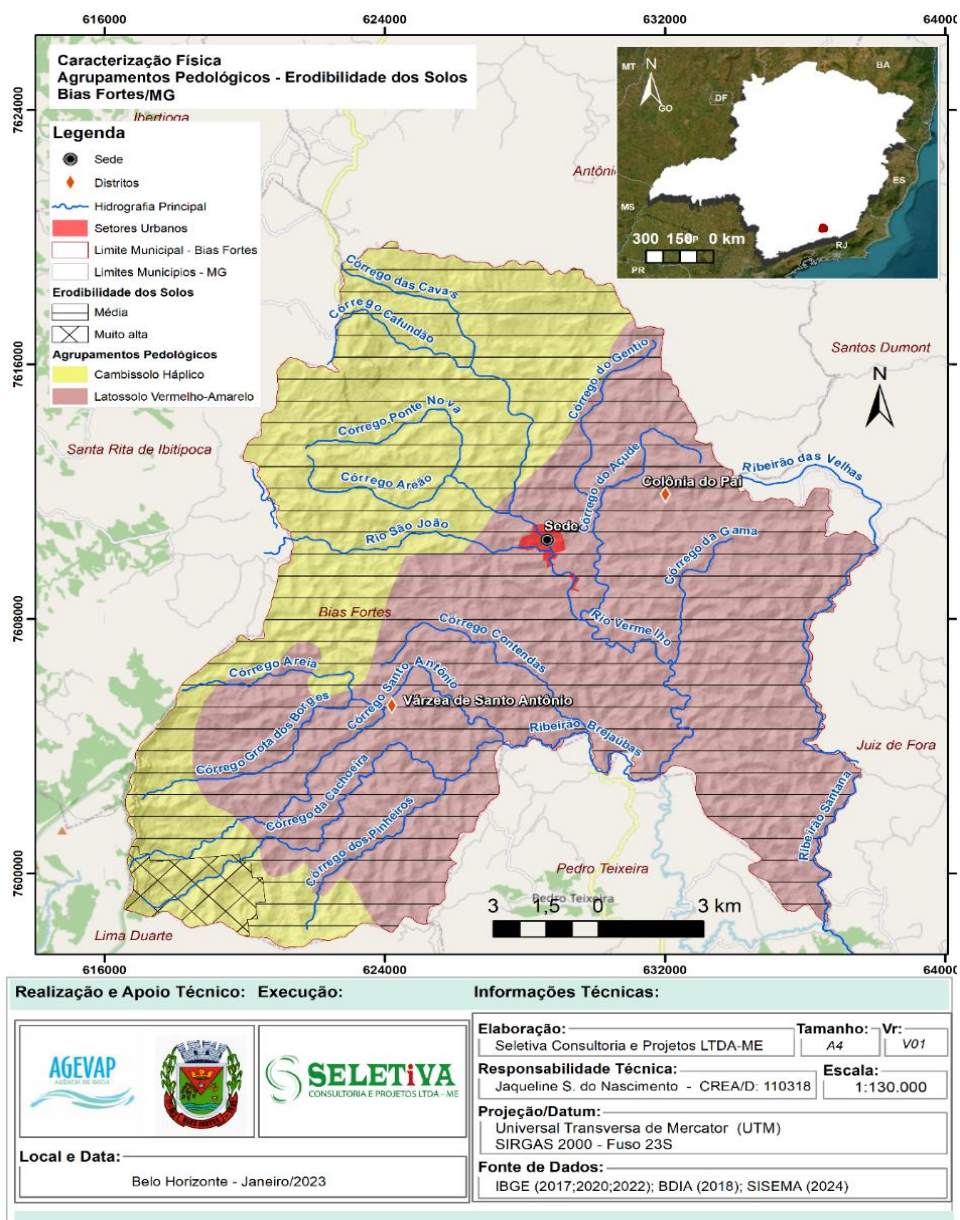 616000
624000
632000
64000
Caracterização Física
Agrupamentos Pedológicos - Erodibilidade dos Solos
Bias Fortes/MG
7624000
7616000
7608000
7600000
Ibertioga
Legenda
Sede
Distritos
Hidrografia Principal
Setores Urbanos
Limite Municipal - Bias Fortes
Limites Municípios - MG
Erodibilidade dos Solos
Média
Muito alta
Agrupamentos Pedológicos
Cambissolo Háplico
Latossolo Vermelho-Amarelo
MT
N
BA
DF
GO
MS
ES
300 150 0 km
RJ
PR
Antôni
Córrego das Cavas
Córrego Cafundão
Córrego do Gentio
Santos Dumont
N
Córrego Ponte Nova
Santa Rita de Ibitipoca
Córrego do Açude
Ribeirão das Velhas
Córrego Areão
Colônia do Pai
Rio São João
Sede
Córrego da Gama
Bias Fortes
Rio Vermelho
Córrego Contendas
Córrego Areia
Córrego Santo Antônio
Córrego Grota dos Borges
Várzea de Santo Antônio
Ribeirão Brejaúbas
Juiz de Fora
Córrego da Cachoeira
Córrego dos Pinheiros
Ribeirão Santana
Pedro Teixeira
Pedro Teixeira
3 1,5 0 3 km
Lima Duarte
616000
624000
632000
64000
Realização e Apoio Técnico:
Execução:
Informações Técnicas:
AGEVAP
AGÊNCIA DE BACIA
BIAS FORTES
SELETiVA
CONSULTORIA E PROJETOS LTDA - ME
Local e Data:
Belo Horizonte - Janeiro/2023
Elaboração:
Seletiva Consultoria e Projetos LTDA-ME
Tamanho:
A4
Vr:
V01
Responsabilidade Técnica:
Jaqueline S. do Nascimento - CREA/D: 110318
Escala:
1:130.000
Projeção/Datum:
Universal Transversa de Mercator (UTM)
SIRGAS 2000 - Fuso 23S
Fonte de Dados:
IBGE (2017;2020;2022); BDIA (2018); SISEMA (2024)